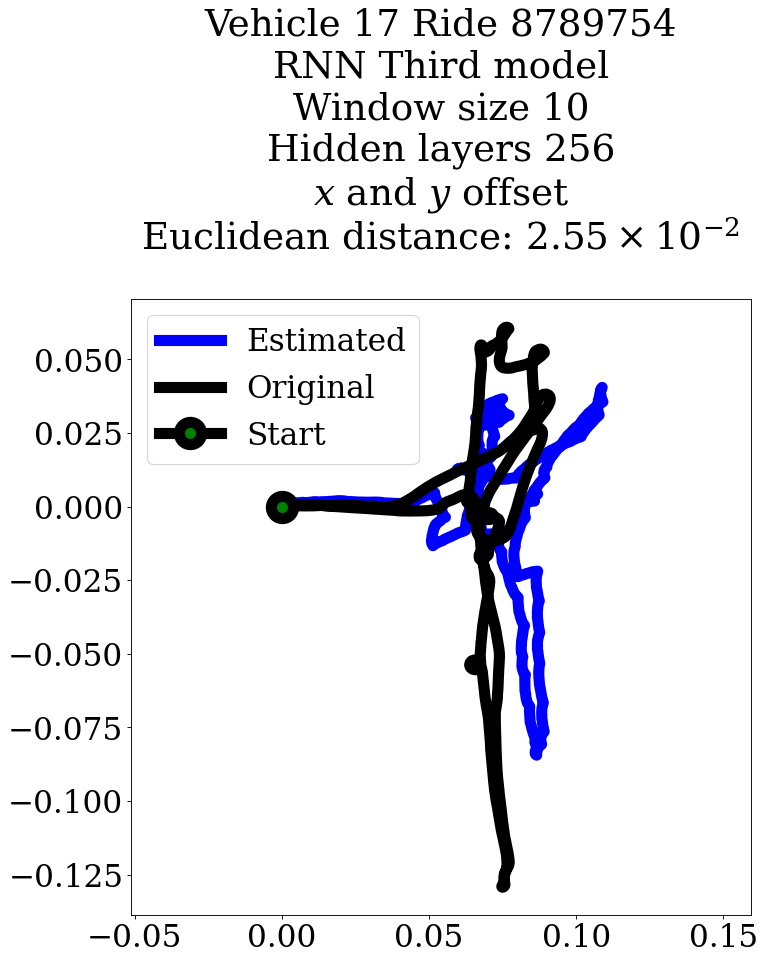 Vehicle 17 Ride 8789754
RNN Third model
Window size 10
Hidden layers 256
x and y offset
Euclidean distance: 2.55 × 10⁻²
Estimated
Original
Start
0.050
0.025
0.000
−0.025
−0.050
−0.075
−0.100
−0.125
−0.05 0.00 0.05 0.10 0.15